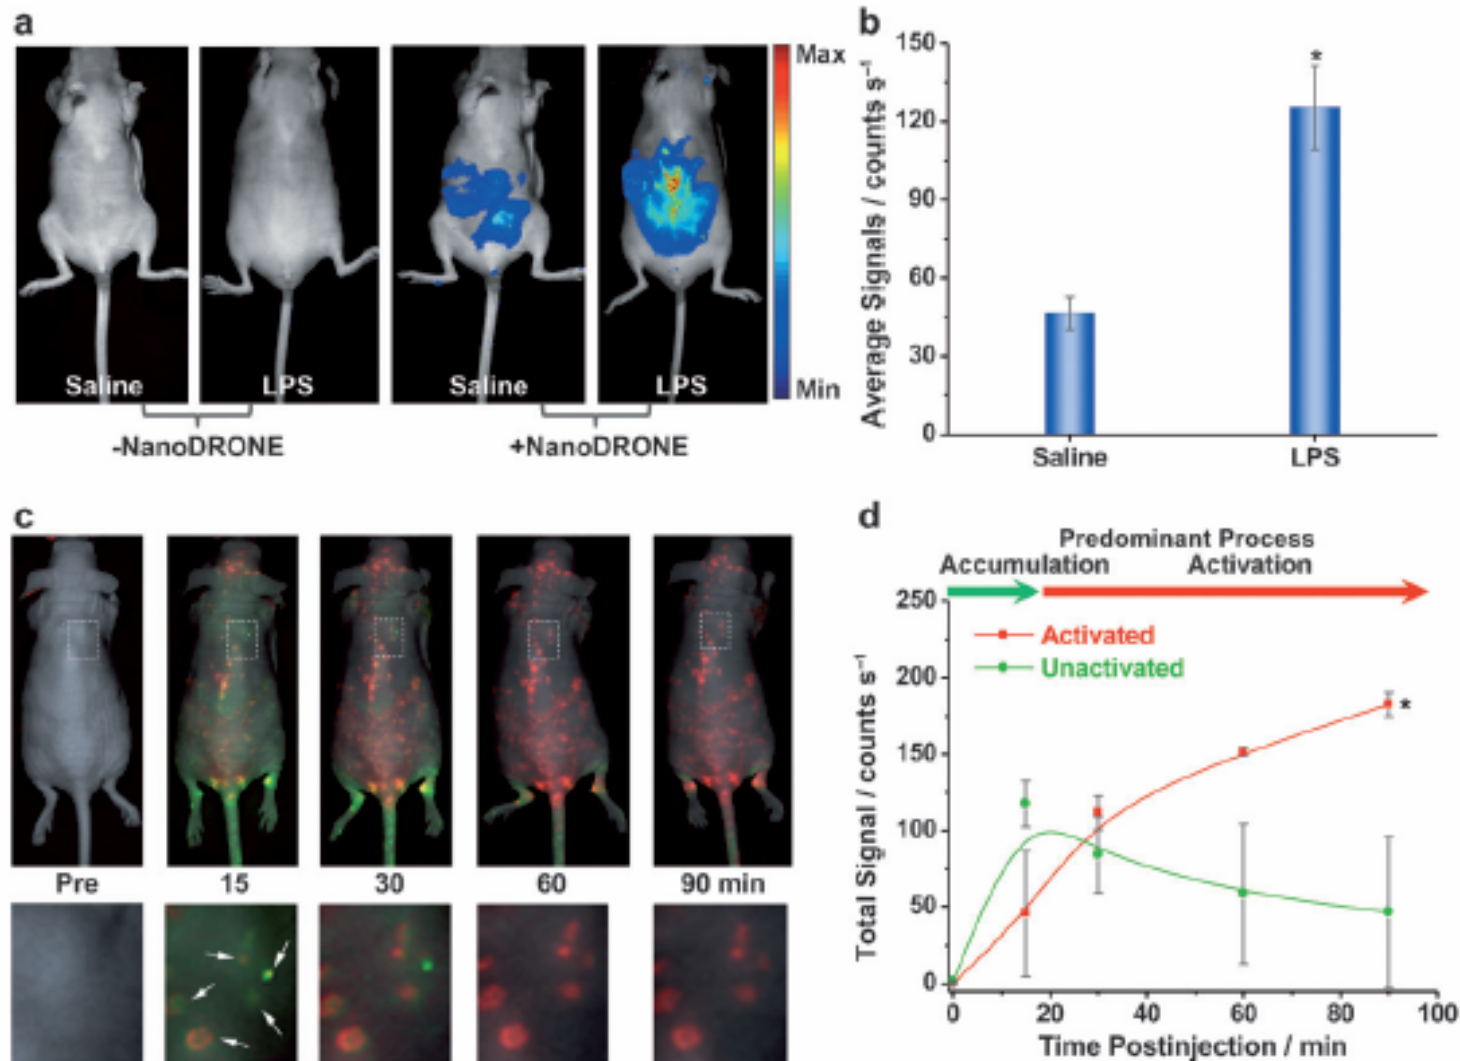 a
Max
Min
Saline
LPS
Saline
LPS
-NanoDRONE
+NanoDRONE
b
Average Signals / counts s⁻¹
150
120
90
60
30
0
*
Saline
LPS
c
Pre
15
30
60
90 min
d
Predominant Process
Accumulation
Activation
Activated
Unactivated
Total Signal / counts s⁻¹
250
200
150
100
50
0
*
0
20
40
60
80
100
Time Postinjection / min